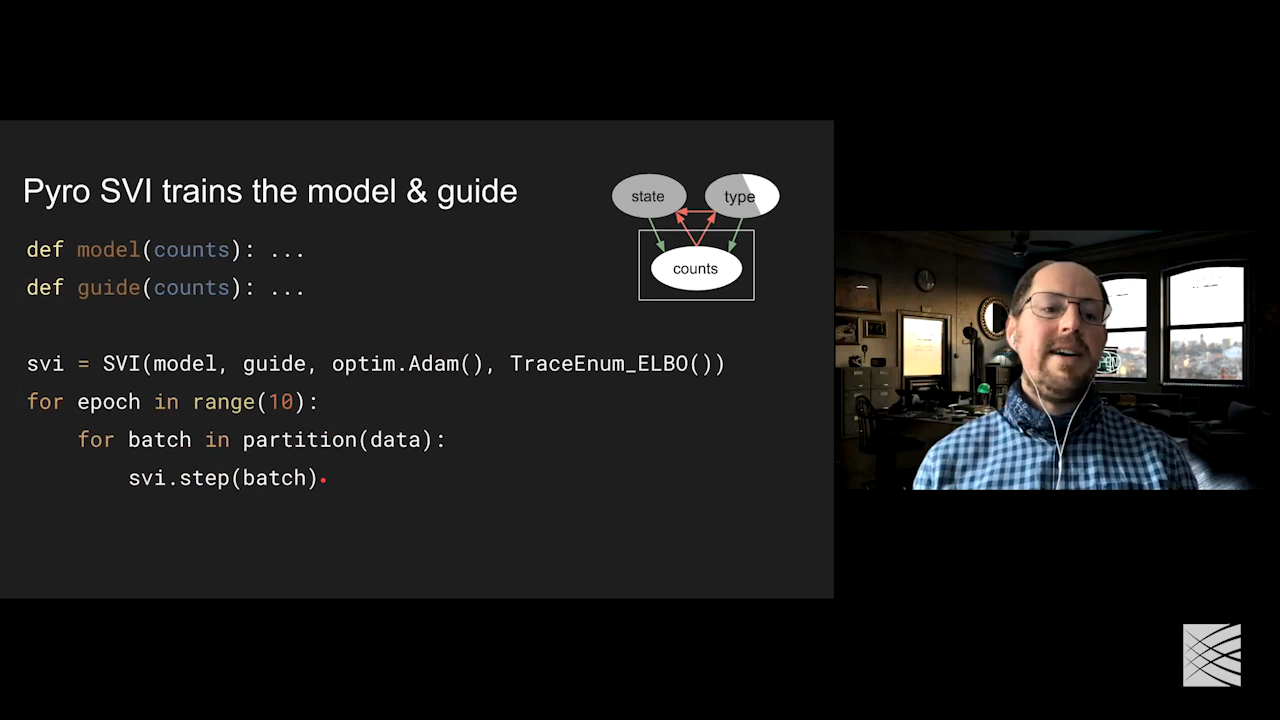 Pyro SVI trains the model & guide
state
type
counts
def model(counts): ...
def guide(counts): ...
svi = SVI(model, guide, optim.Adam(), TraceEnum_ELBO())
for epoch in range(10):
for batch in partition(data):
svi.step(batch)